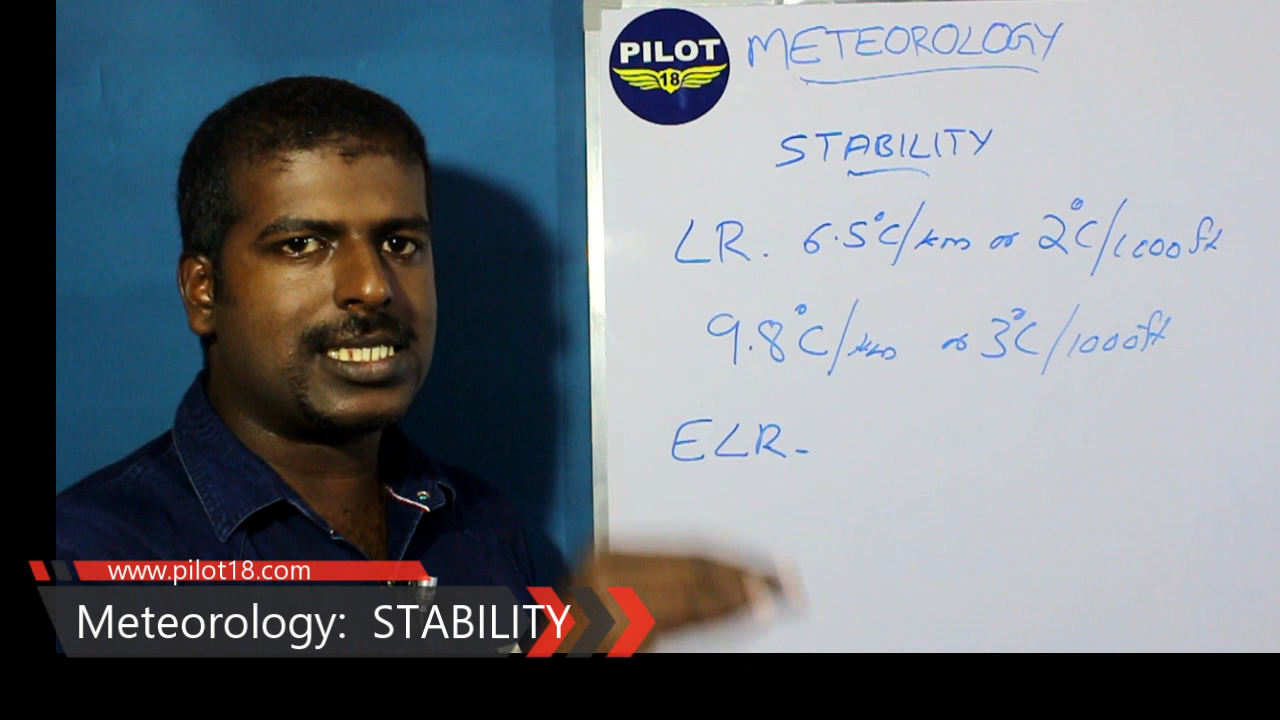 PILOT
18
METEOROLOGY
STABILITY
LR. 6.5°C/km or 2°C/1000ft
9.8°C/km or 3°C/1000ft
ELR-
www.pilot18.com
Meteorology: STABILITY